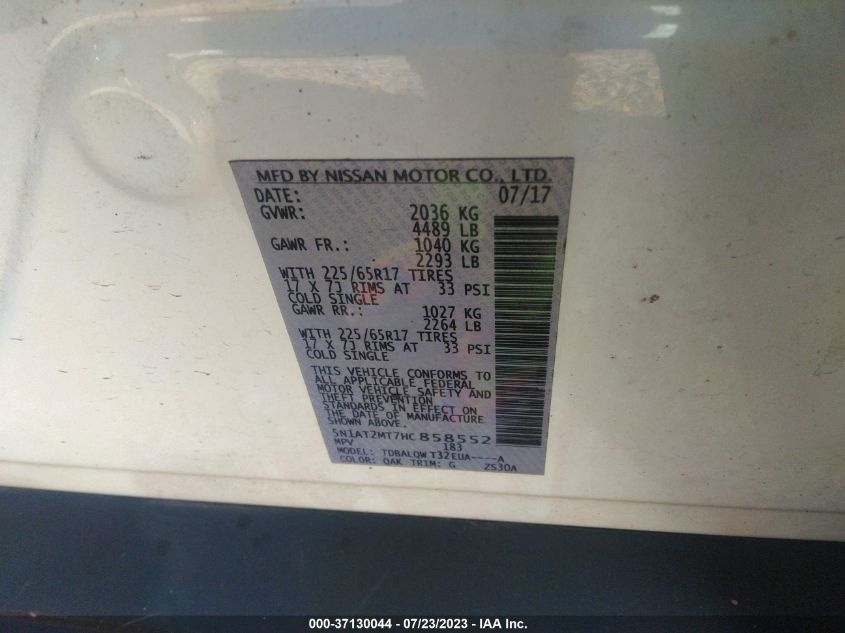 MFD BY NISSAN MOTOR CO., LTD.
DATE: 07/17
GVWR: 2036 KG
4489 LB
GAWR FR.: 1040 KG
2293 LB
WITH 225/65R17 TIRES
17 X 7J RIMS AT 33 PSI
COLD SINGLE
GAWR RR.: 1027 KG
2264 LB
WITH 225/65R17 TIRES
17 X 7J RIMS AT 33 PSI
COLD SINGLE
THIS VEHICLE CONFORMS TO
ALL APPLICABLE FEDERAL
MOTOR VEHICLE SAFETY AND
THEFT PREVENTION
STANDARDS IN EFFECT ON
THE DATE OF MANUFACTURE
SHOWN ABOVE.
5N1AT2MT7HC858552
MPV 183
MODEL: TDBALQW T32EUA----A
COLOR: QAK TRIM: G 2S30A
000-37130044 - 07/23/2023 - IAA Inc.